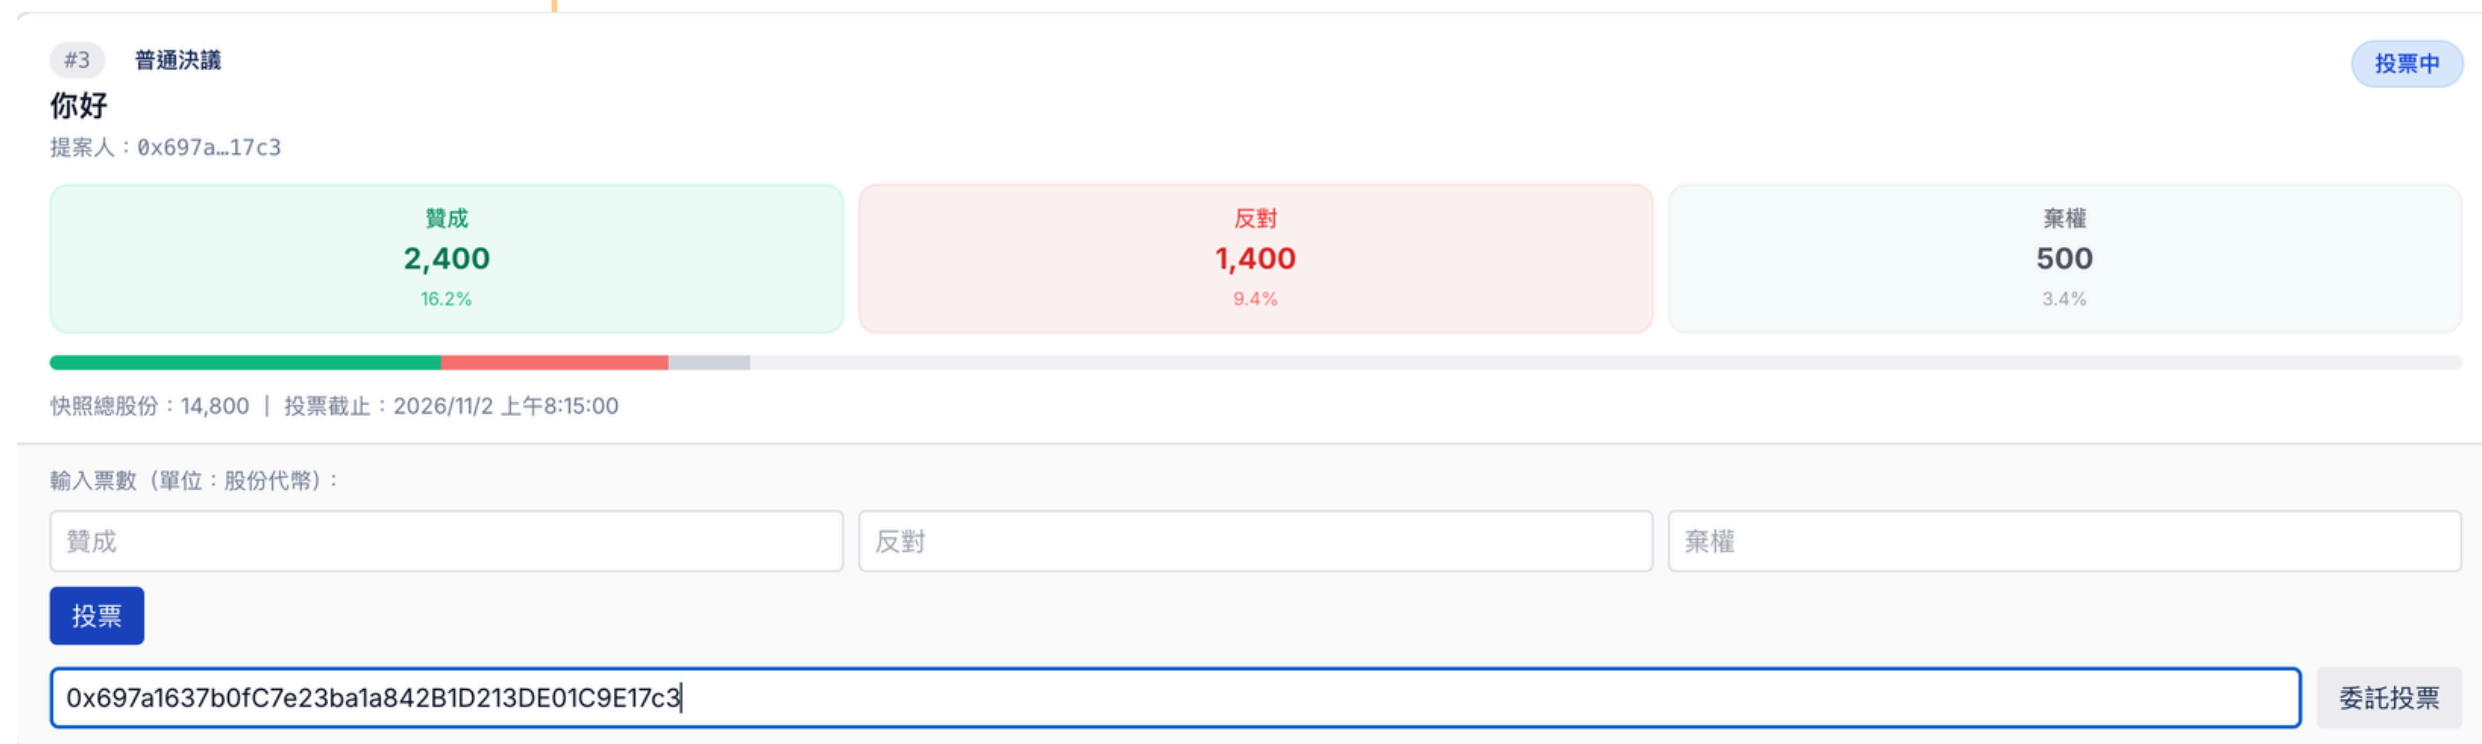 #3 普通決議 投票中
你好
提案人：0x697a…17c3
贊成 反對 棄權
2,400 1,400 500
16.2% 9.4% 3.4%
快照總股份：14,800 | 投票截止：2026/11/2 上午8:15:00
輸入票數（單位：股份代幣）：
贊成 反對 棄權
投票
0x697a1637b0fC7e23ba1a842B1D213DE01C9E17c3 委託投票